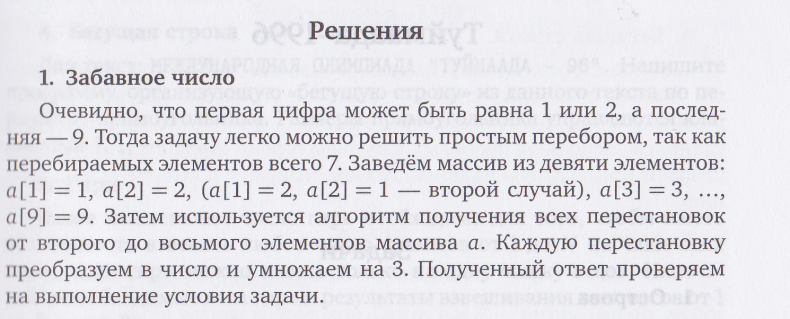 Решения
1. Забавное число
Очевидно, что первая цифра может быть равна 1 или 2, а послед-
няя — 9. Тогда задачу легко можно решить простым перебором, так как
перебираемых элементов всего 7. Заведём массив из девяти элементов:
a[1] = 1, a[2] = 2, (a[1] = 2, a[2] = 1 — второй случай), a[3] = 3, …,
a[9] = 9. Затем используется алгоритм получения всех перестановок
от второго до восьмого элементов массива a. Каждую перестановку
преобразуем в число и умножаем на 3. Полученный ответ проверяем
на выполнение условия задачи.